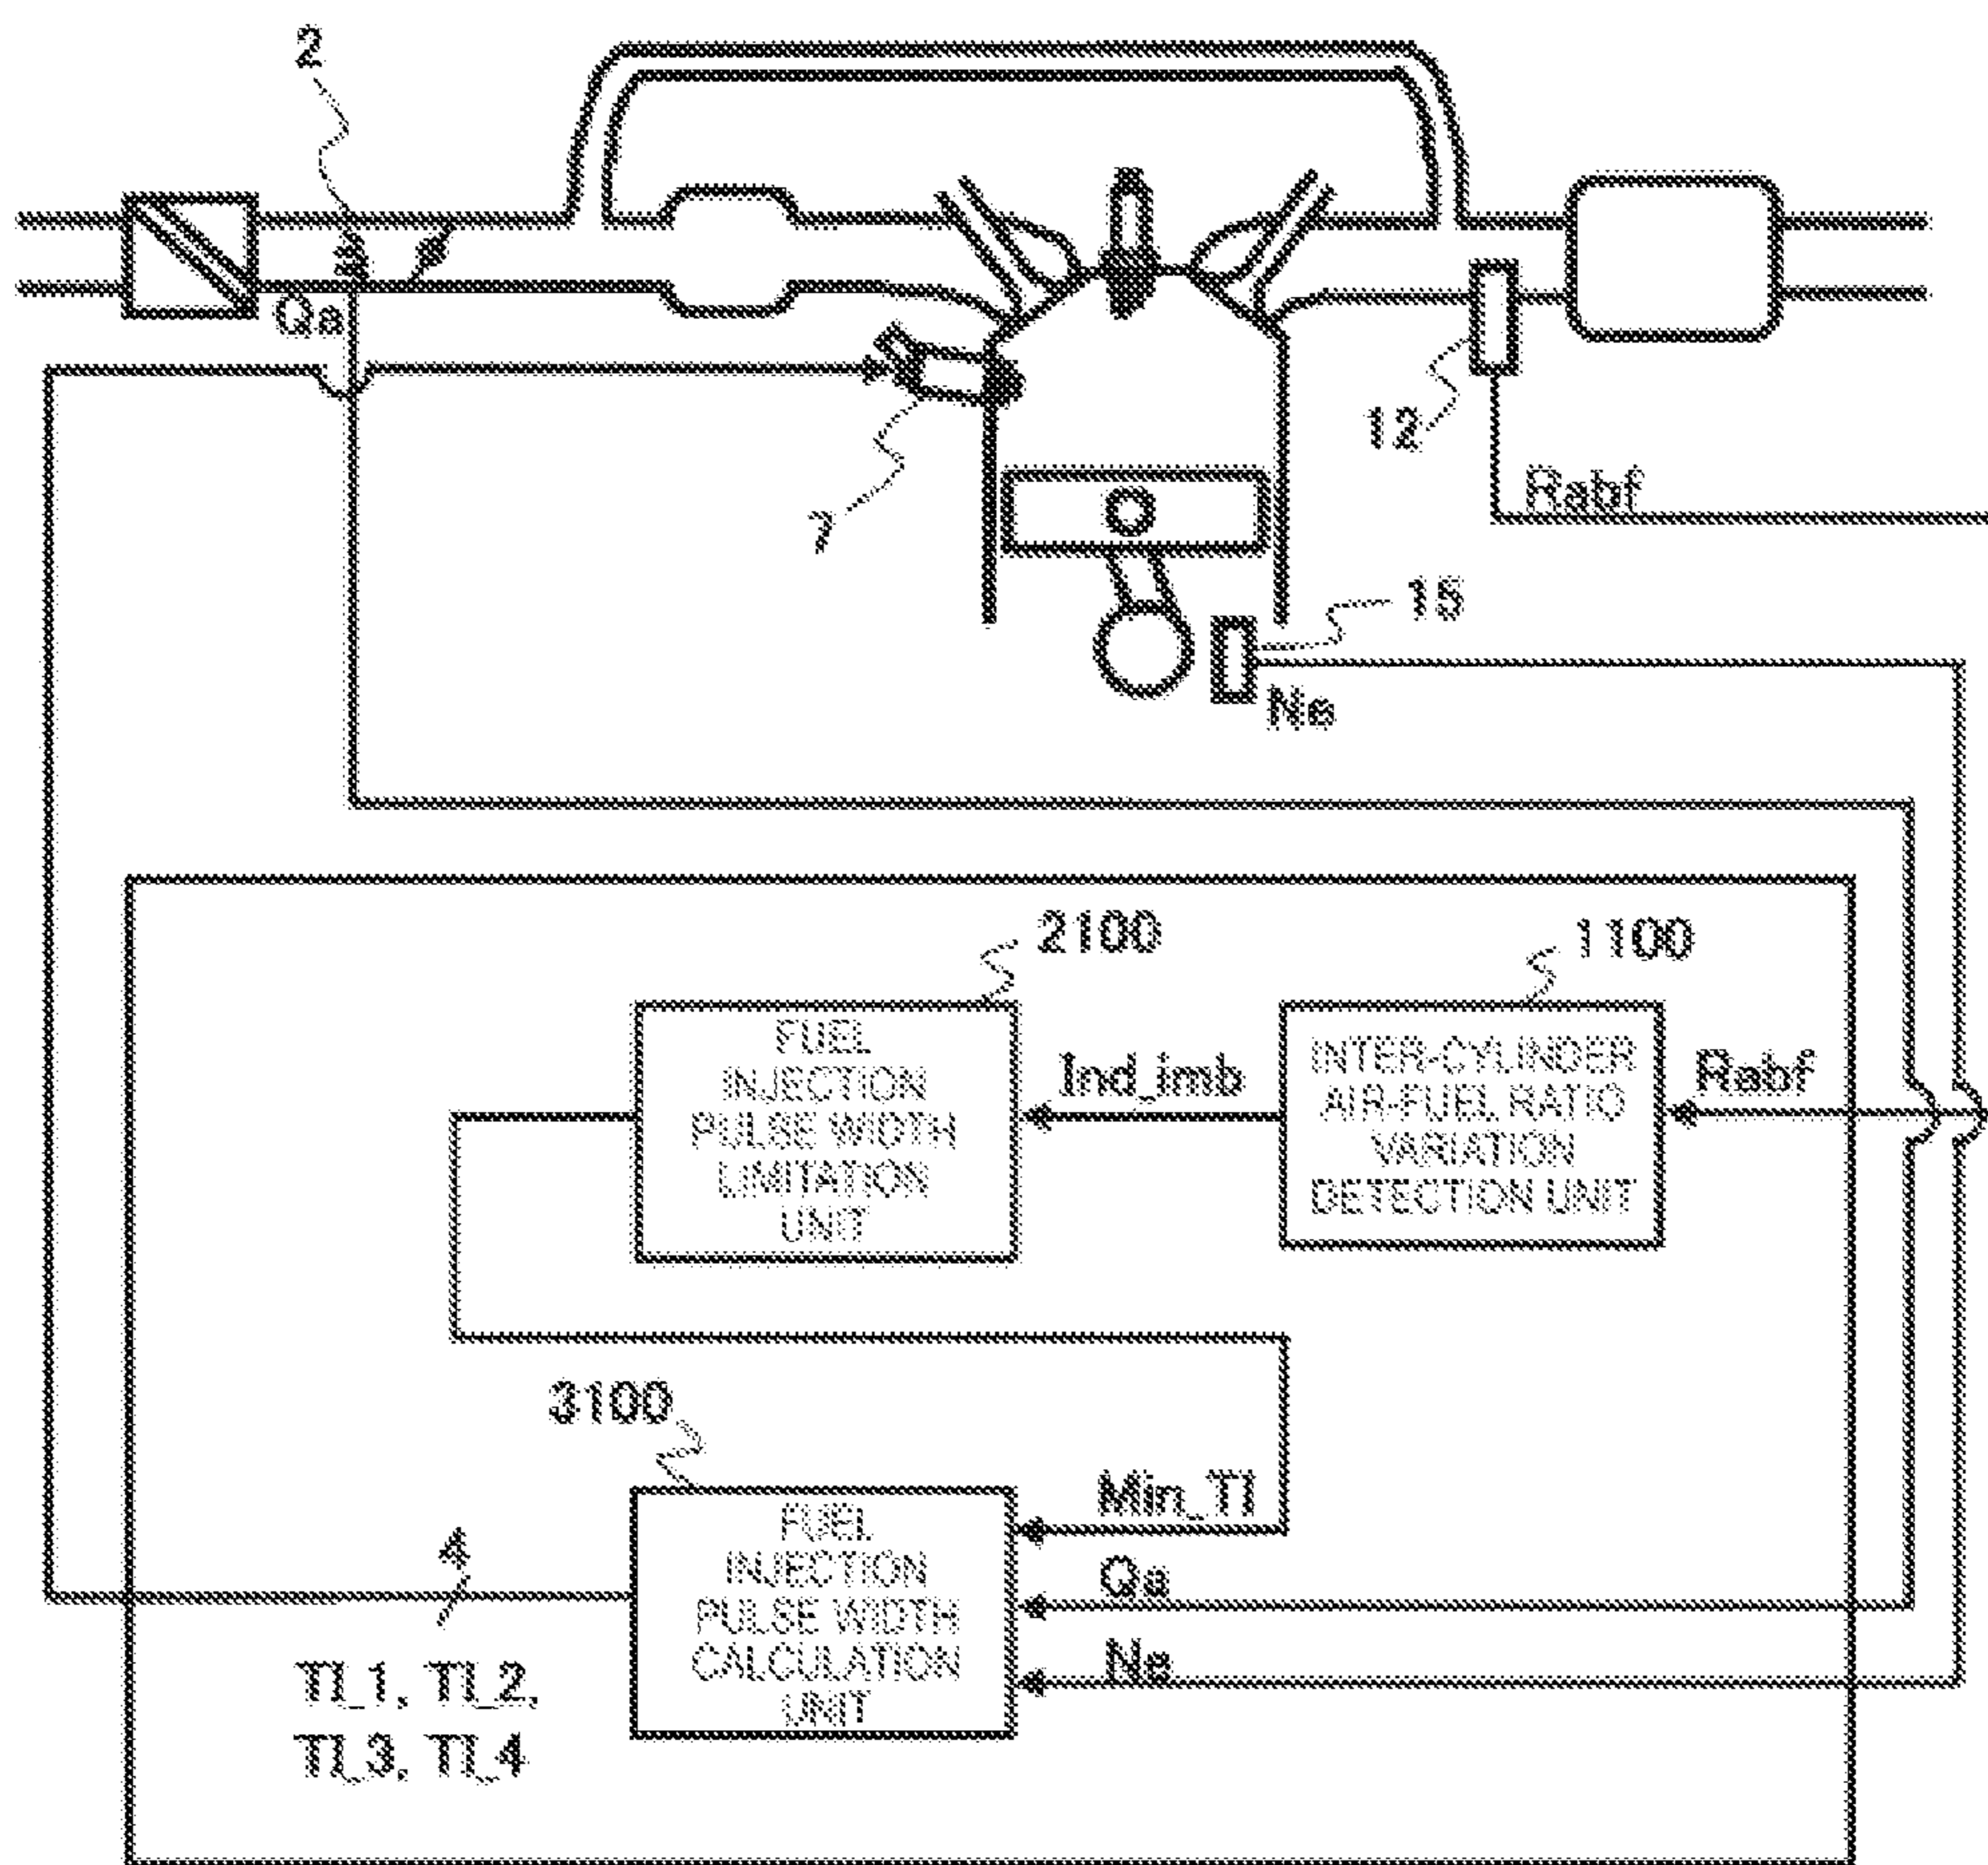 2
Qa
7
12
Rabf
15
Ne
2100
1100
FUEL
INJECTION
PULSE WIDTH
LIMITATION
UNIT
Ind_imb
INTER-CYLINDER
AIR-FUEL RATIO
VARIATION
DETECTION UNIT
Rabf
3100
FUEL
INJECTION
PULSE WIDTH
CALCULATION
UNIT
Min_TI
Qa
Ne
4
TI_1, TI_2,
TI_3, TI_4